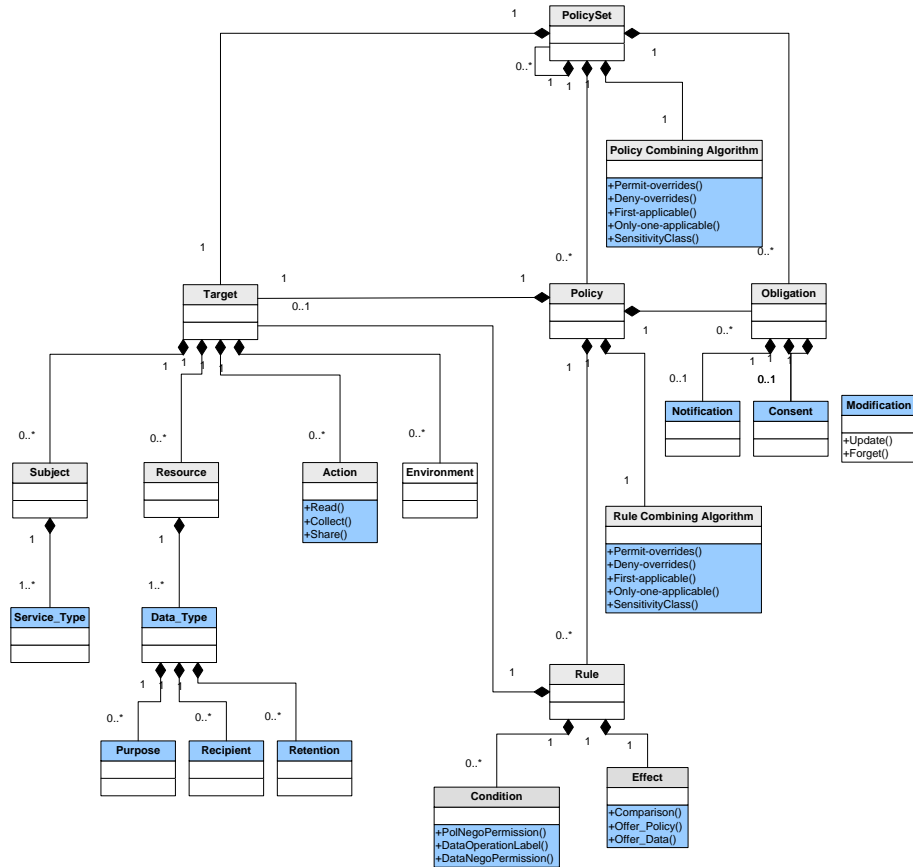 PolicySet
1
1
1
0..*
1
1
1
1
Policy Combining Algorithm
+Permit-overrides()
+Deny-overrides()
+First-applicable()
+Only-one-applicable()
+SensitivityClass()
1
0..*
0..*
1
1
Target
0..1
Policy
Obligation
1
0..*
1
1
1
1
1
1
1
1
1
0..1
0..1
Notification
Consent
Modification
+Update()
+Forget()
0..*
0..*
0..*
0..*
Subject
Resource
Action
+Read()
+Collect()
+Share()
Environment
1
1
1
Rule Combining Algorithm
+Permit-overrides()
+Deny-overrides()
+First-applicable()
+Only-one-applicable()
+SensitivityClass()
1..*
1..*
Service_Type
Data_Type
0..*
1
1
1
1
Rule
0..*
0..*
0..*
1
1
1
Purpose
Recipient
Retention
0..*
Condition
+PolNegoPermission()
+DataOperationLabel()
+DataNegoPermission()
Effect
+Comparison()
+Offer_Policy()
+Offer_Data()